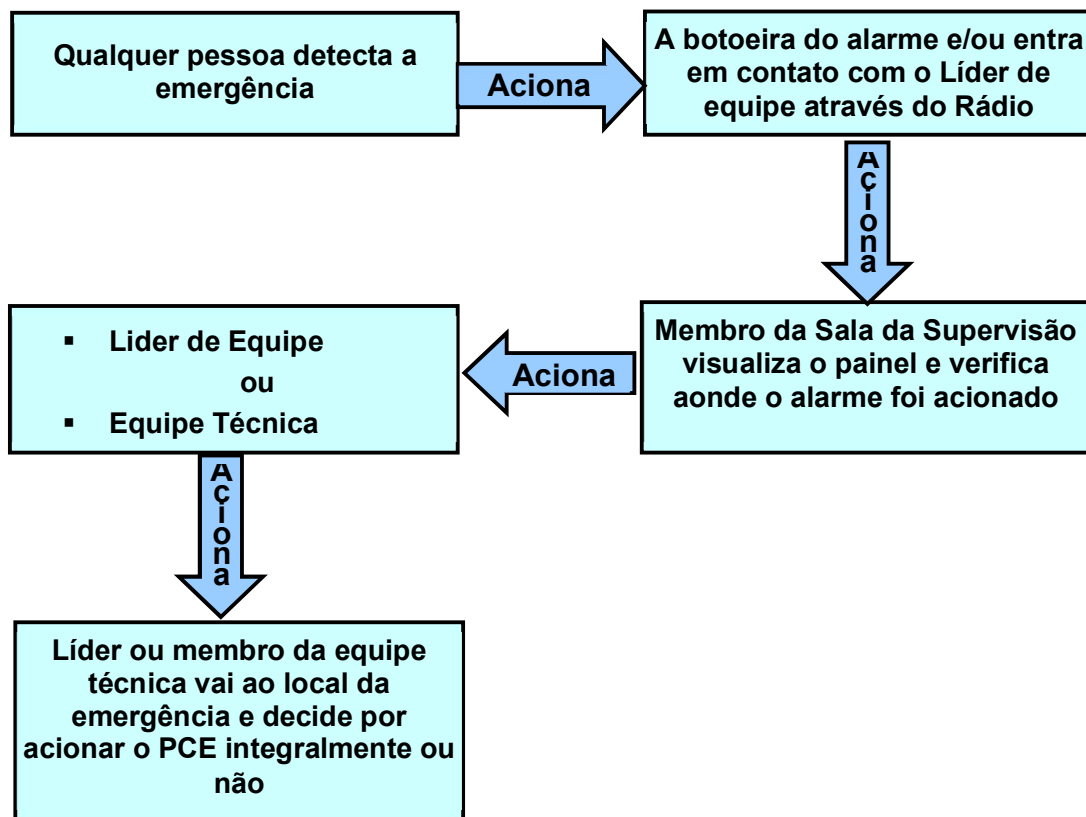 Qualquer pessoa detecta a
emergência
Aciona
A botoeira do alarme e/ou entra
em contato com o Líder de
equipe através do Rádio
Aciona
Membro da Sala da Supervisão
visualiza o painel e verifica
aonde o alarme foi acionado
Aciona
▪ Lider de Equipe
ou
▪ Equipe Técnica
Aciona
Líder ou membro da equipe
técnica vai ao local da
emergência e decide por
acionar o PCE integralmente ou
não